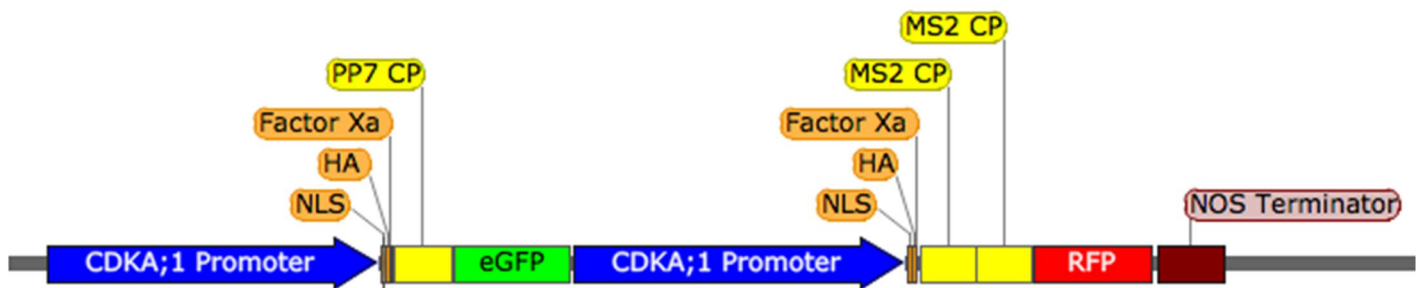 MS2 CP
PP7 CP
MS2 CP
Factor Xa
Factor Xa
HA
HA
NLS
NLS
NOS Terminator
CDKA;1 Promoter
eGFP
CDKA;1 Promoter
RFP